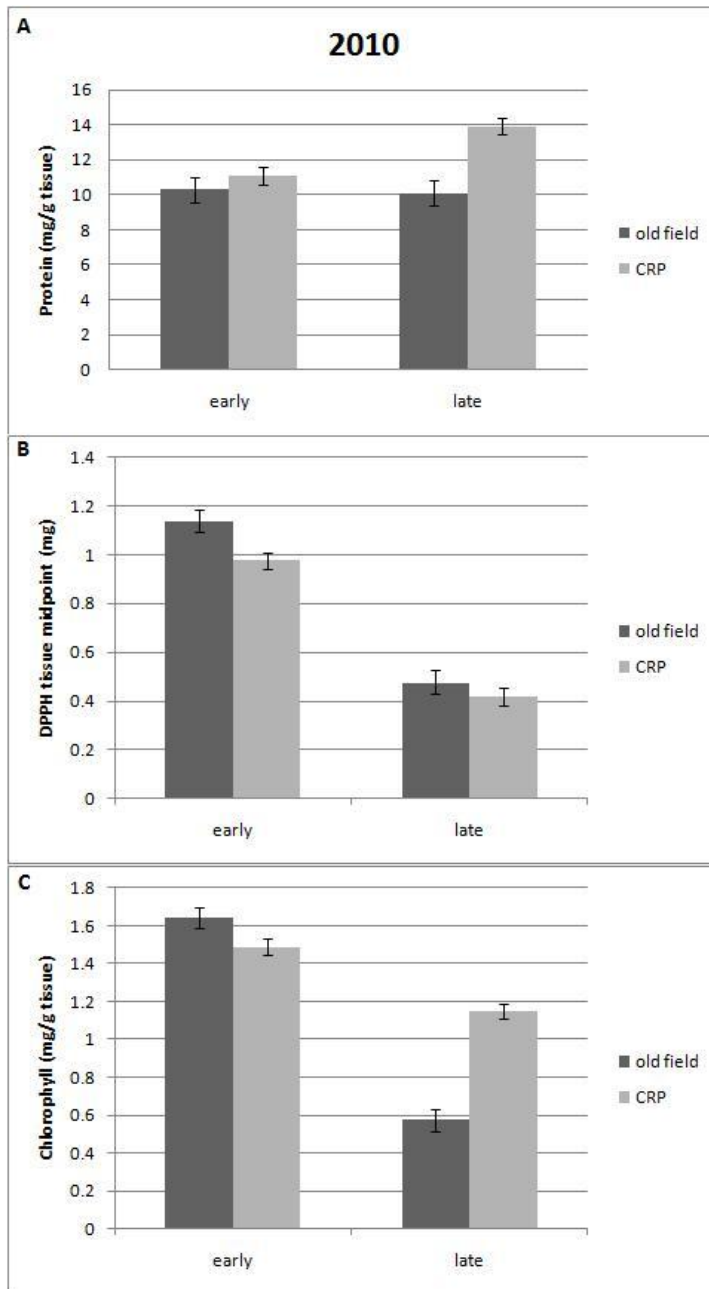 A
2010
Protein (mg/g tissue)
16
14
12
10
8
6
4
2
0
early late
old field
CRP
B
DPPH tissue midpoint (mg)
1.4
1.2
1
0.8
0.6
0.4
0.2
0
early late
old field
CRP
C
Chlorophyll (mg/g tissue)
1.8
1.6
1.4
1.2
1
0.8
0.6
0.4
0.2
0
early late
old field
CRP